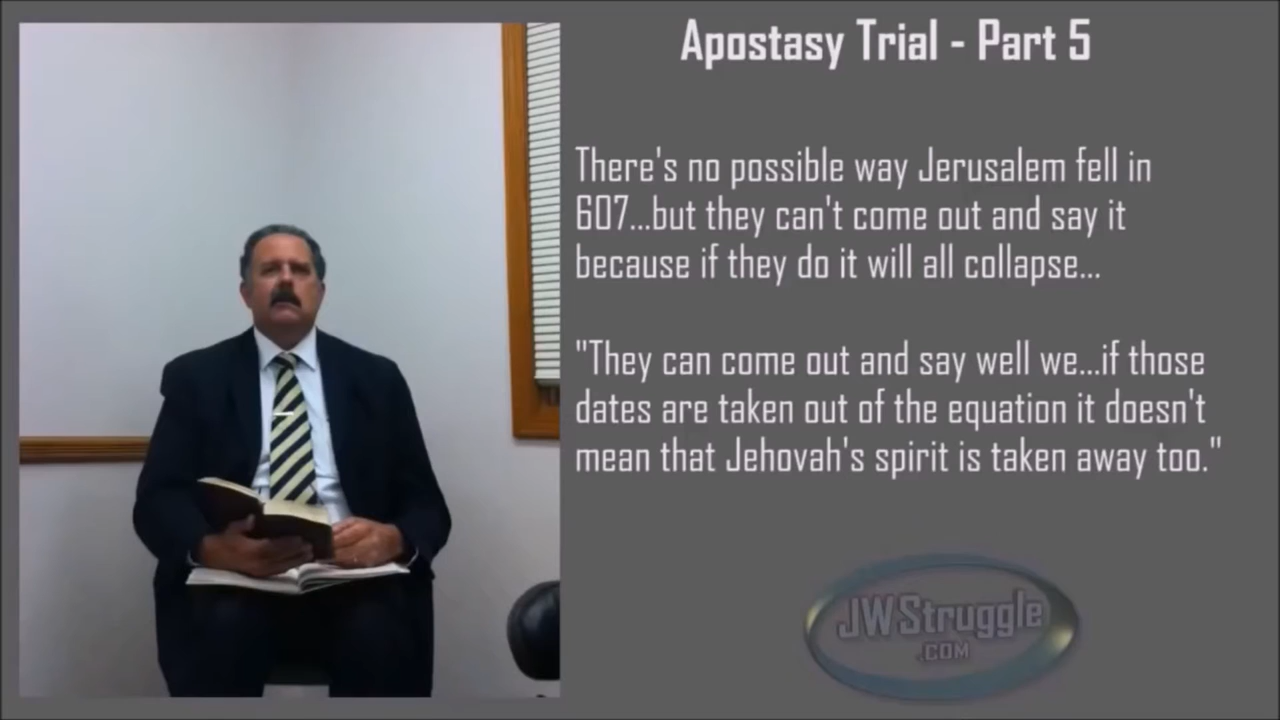 Apostasy Trial - Part 5
There's no possible way Jerusalem fell in
607...but they can't come out and say it
because if they do it will all collapse...
"They can come out and say well we...if those
dates are taken out of the equation it doesn't
mean that Jehovah's spirit is taken away too."
JWStruggle
.COM